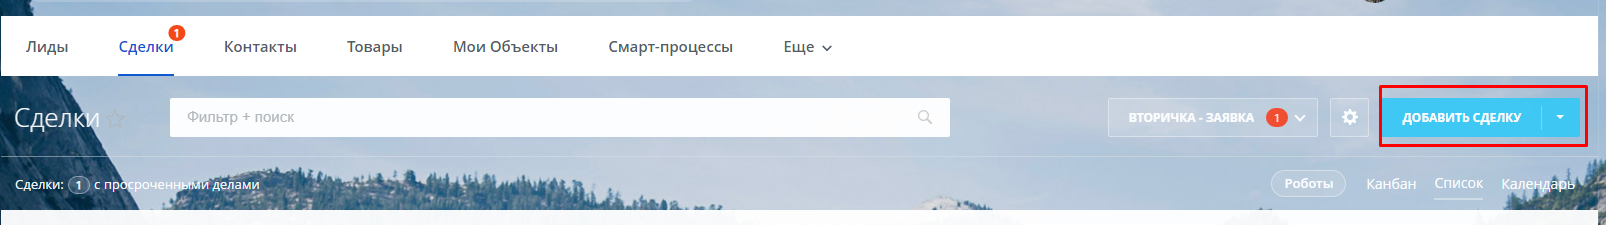 Лиды Сделки 1 Контакты Товары Мои Объекты Смарт-процессы Еще
Сделки Фильтр + поиск ВТОРИЧКА - ЗАЯВКА 1 ДОБАВИТЬ СДЕЛКУ
Сделки: 1 с просроченными делами Роботы Канбан Список Календарь